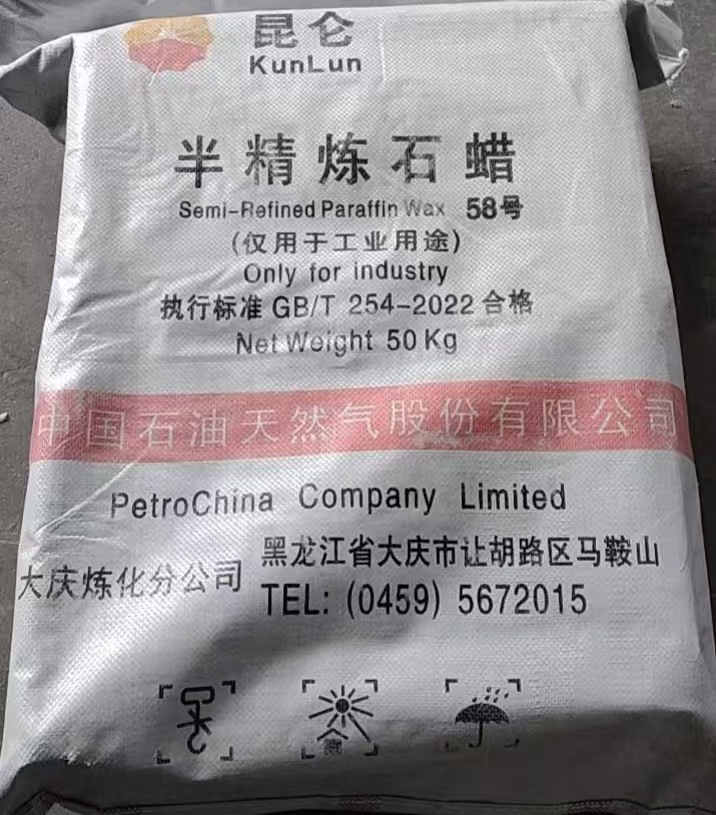 昆仑
KunLun
半精炼石蜡
Semi-Refined Paraffin Wax 58号
(仅用于工业用途)
Only for industry
执行标准 GB/T 254-2022 合格
Net Weight 50 Kg
中国石油天然气股份有限公司
PetroChina Company Limited
大庆炼化分公司
黑龙江省大庆市让胡路区马鞍山
TEL: (0459) 5672015